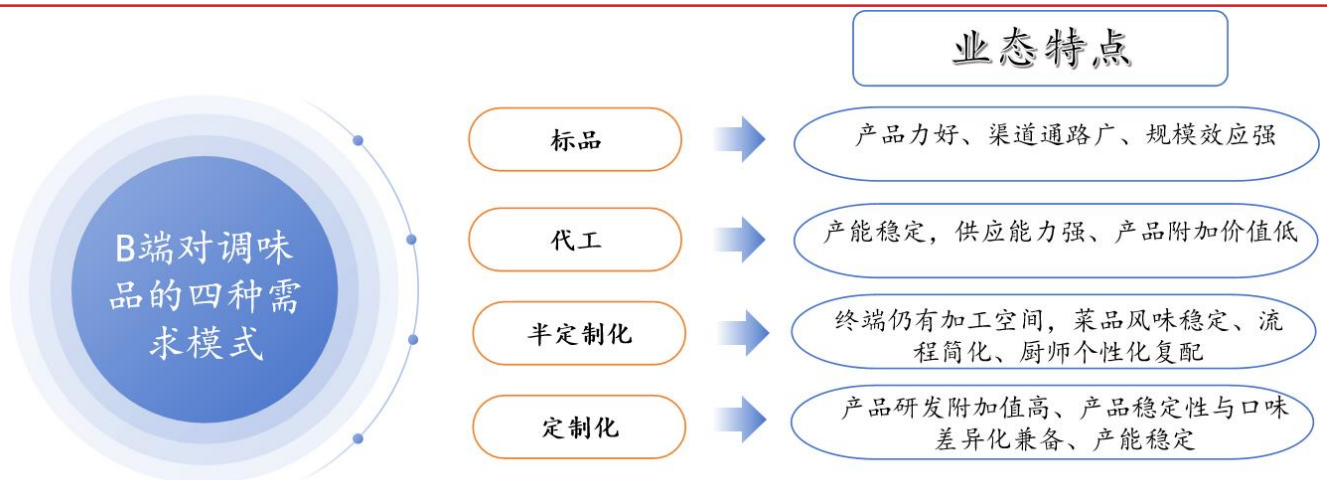 业态特点
B端对调味
品的四种需
求模式
标品
产品力好、渠道通路广、规模效应强
代工
产能稳定，供应能力强、产品附加价值低
半定制化
终端仍有加工空间，菜品风味稳定、流
程简化、厨师个性化复配
定制化
产品研发附加值高、产品稳定性与口味
差异化兼备、产能稳定